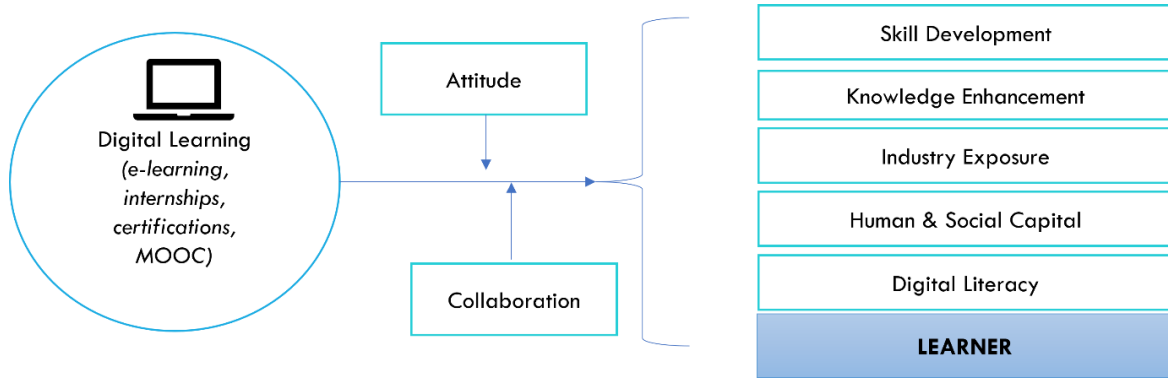 Digital Learning
(e-learning,
internships,
certifications,
MOOC)
Attitude
Collaboration
Skill Development
Knowledge Enhancement
Industry Exposure
Human & Social Capital
Digital Literacy
LEARNER